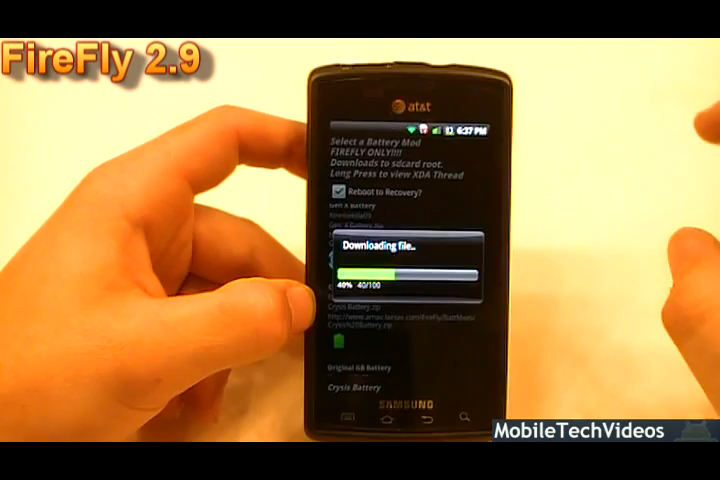 FireFly 2.9
at&t
6:37 PM
Select a Battery Mod
FIREFLY ONLY!!!!
Downloads to sdcard root.
Long Press to view XDA Thread
Reboot to Recovery?
Gen X Battery
Downloading file..
40% 40/100
Crysis Battery.zip
Original GB Battery
Crysis Battery
SAMSUNG
MobileTechVideos